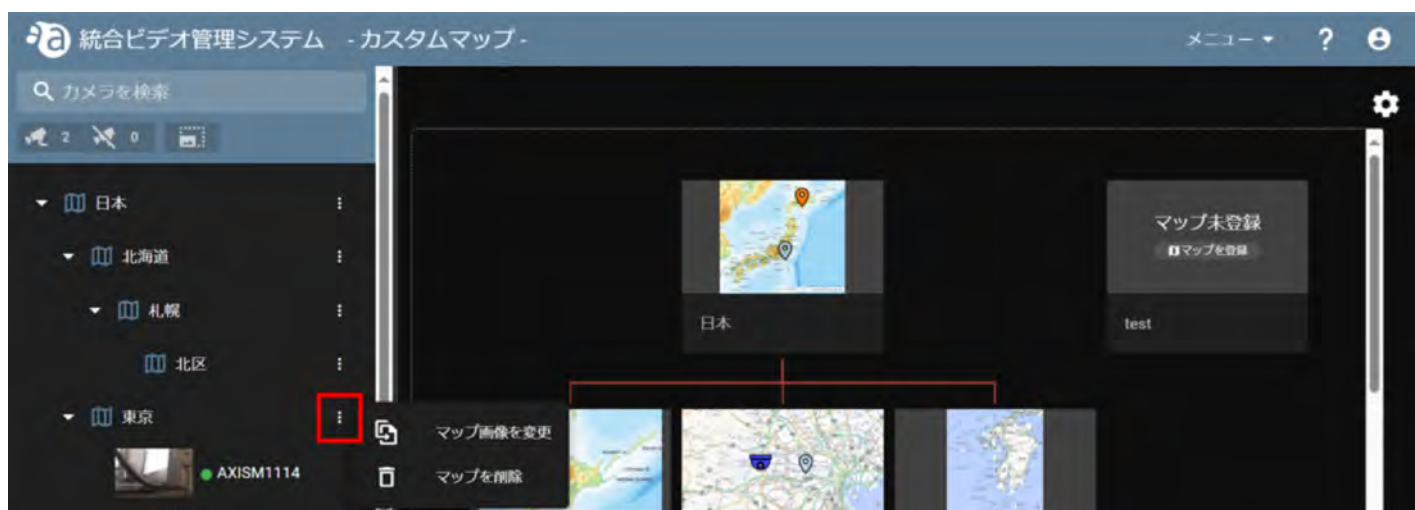 統合ビデオ管理システム - カスタムマップ -
メニュー
?
カメラを検索
2
0
日本
北海道
札幌
北区
東京
AXISM1114
マップ画像を変更
マップを削除
日本
マップ未登録
マップを登録
test